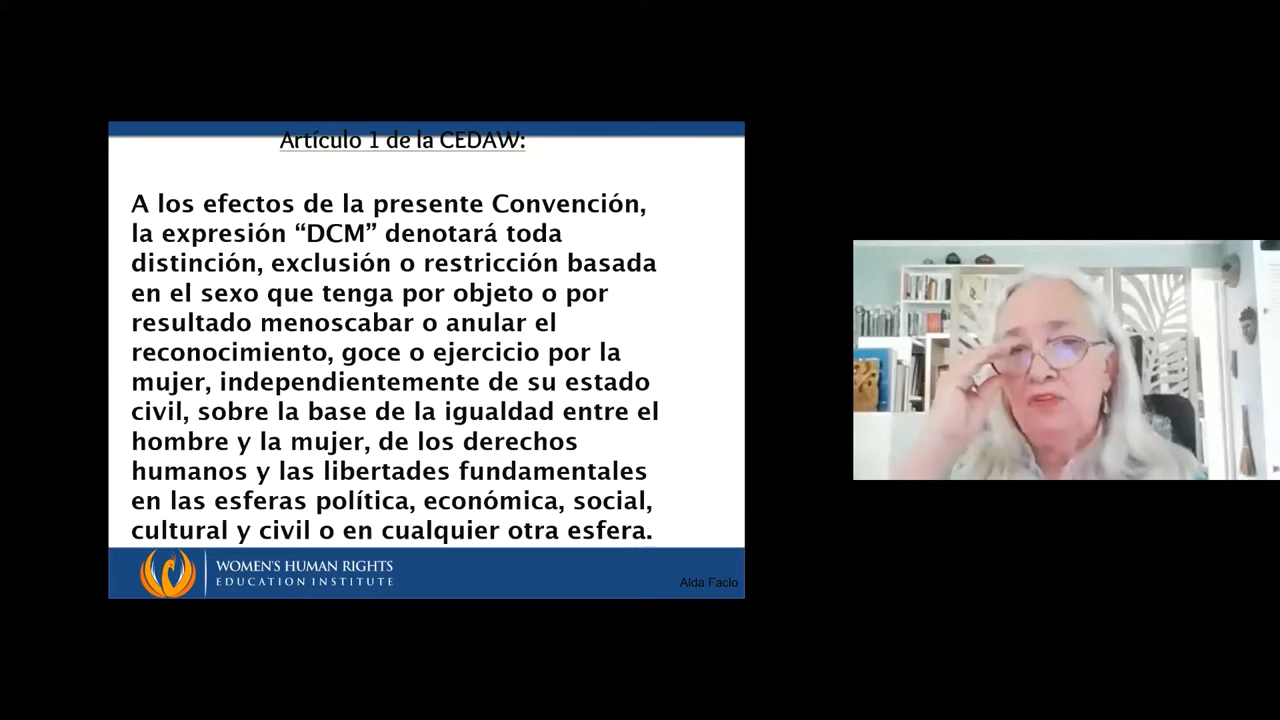 Artículo 1 de la CEDAW:
A los efectos de la presente Convención,
la expresión “DCM” denotará toda
distinción, exclusión o restricción basada
en el sexo que tenga por objeto o por
resultado menoscabar o anular el
reconocimiento, goce o ejercicio por la
mujer, independientemente de su estado
civil, sobre la base de la igualdad entre el
hombre y la mujer, de los derechos
humanos y las libertades fundamentales
en las esferas política, económica, social,
cultural y civil o en cualquier otra esfera.
WOMEN'S HUMAN RIGHTS
EDUCATION INSTITUTE
Alda Facio